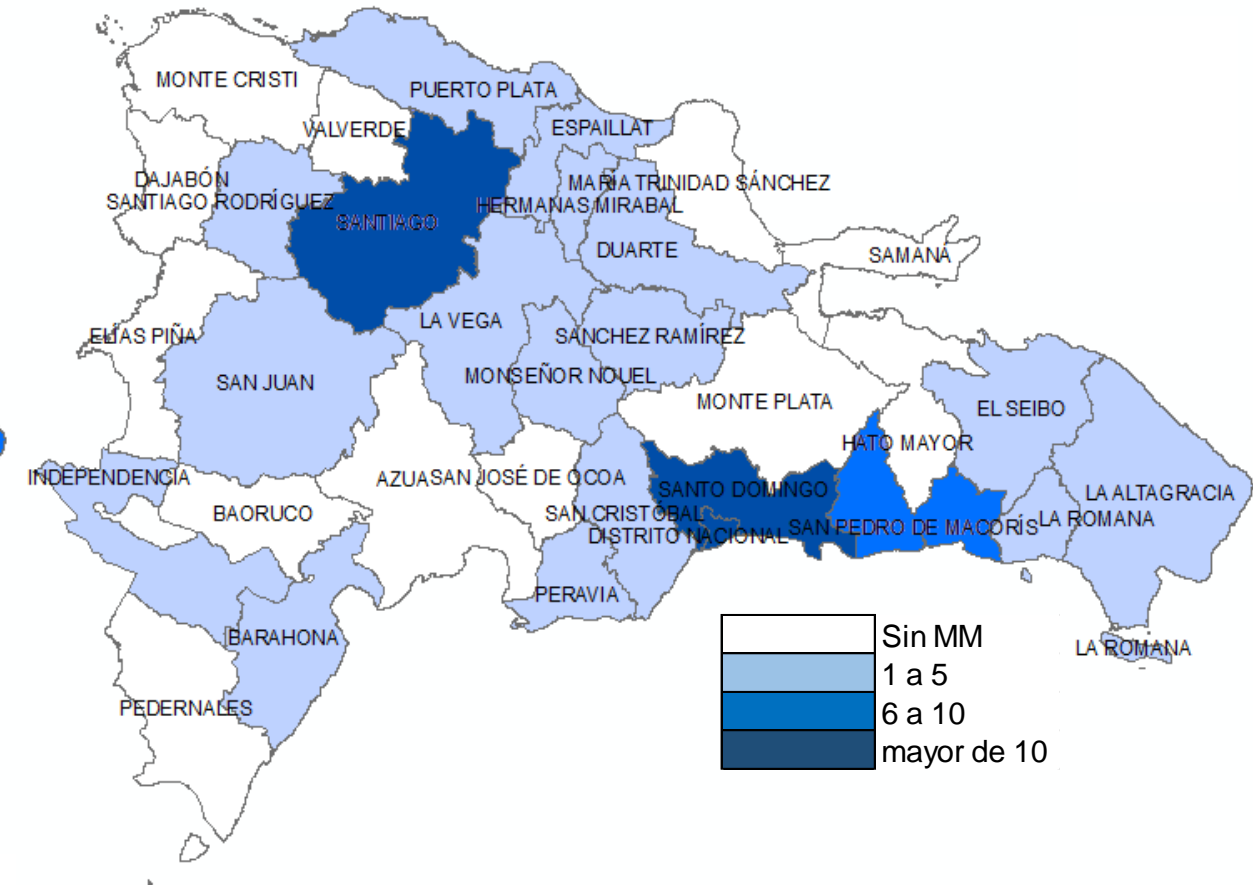 MONTE CRISTI
PUERTO PLATA
VALVERDE
ESPAILLAT
DAJABÓN
MARÍA TRINIDAD SÁNCHEZ
SANTIAGO RODRÍGUEZ
HERMANAS MIRABAL
SANTIAGO
DUARTE
SAMANÁ
LA VEGA
ELÍAS PIÑA
SÁNCHEZ RAMÍREZ
SAN JUAN
MONSEÑOR NOUEL
MONTE PLATA
EL SEIBO
HATO MAYOR
INDEPENDENCIA
AZUA
SAN JOSÉ DE OCOA
SANTO DOMINGO
LA ALTAGRACIA
BAORUCO
SAN CRISTÓBAL
LA ROMANA
DISTRITO NACIONAL
SAN PEDRO DE MACORÍS
PERAVIA
BARAHONA
LA ROMANA
PEDERNALES
Sin MM
1 a 5
6 a 10
mayor de 10